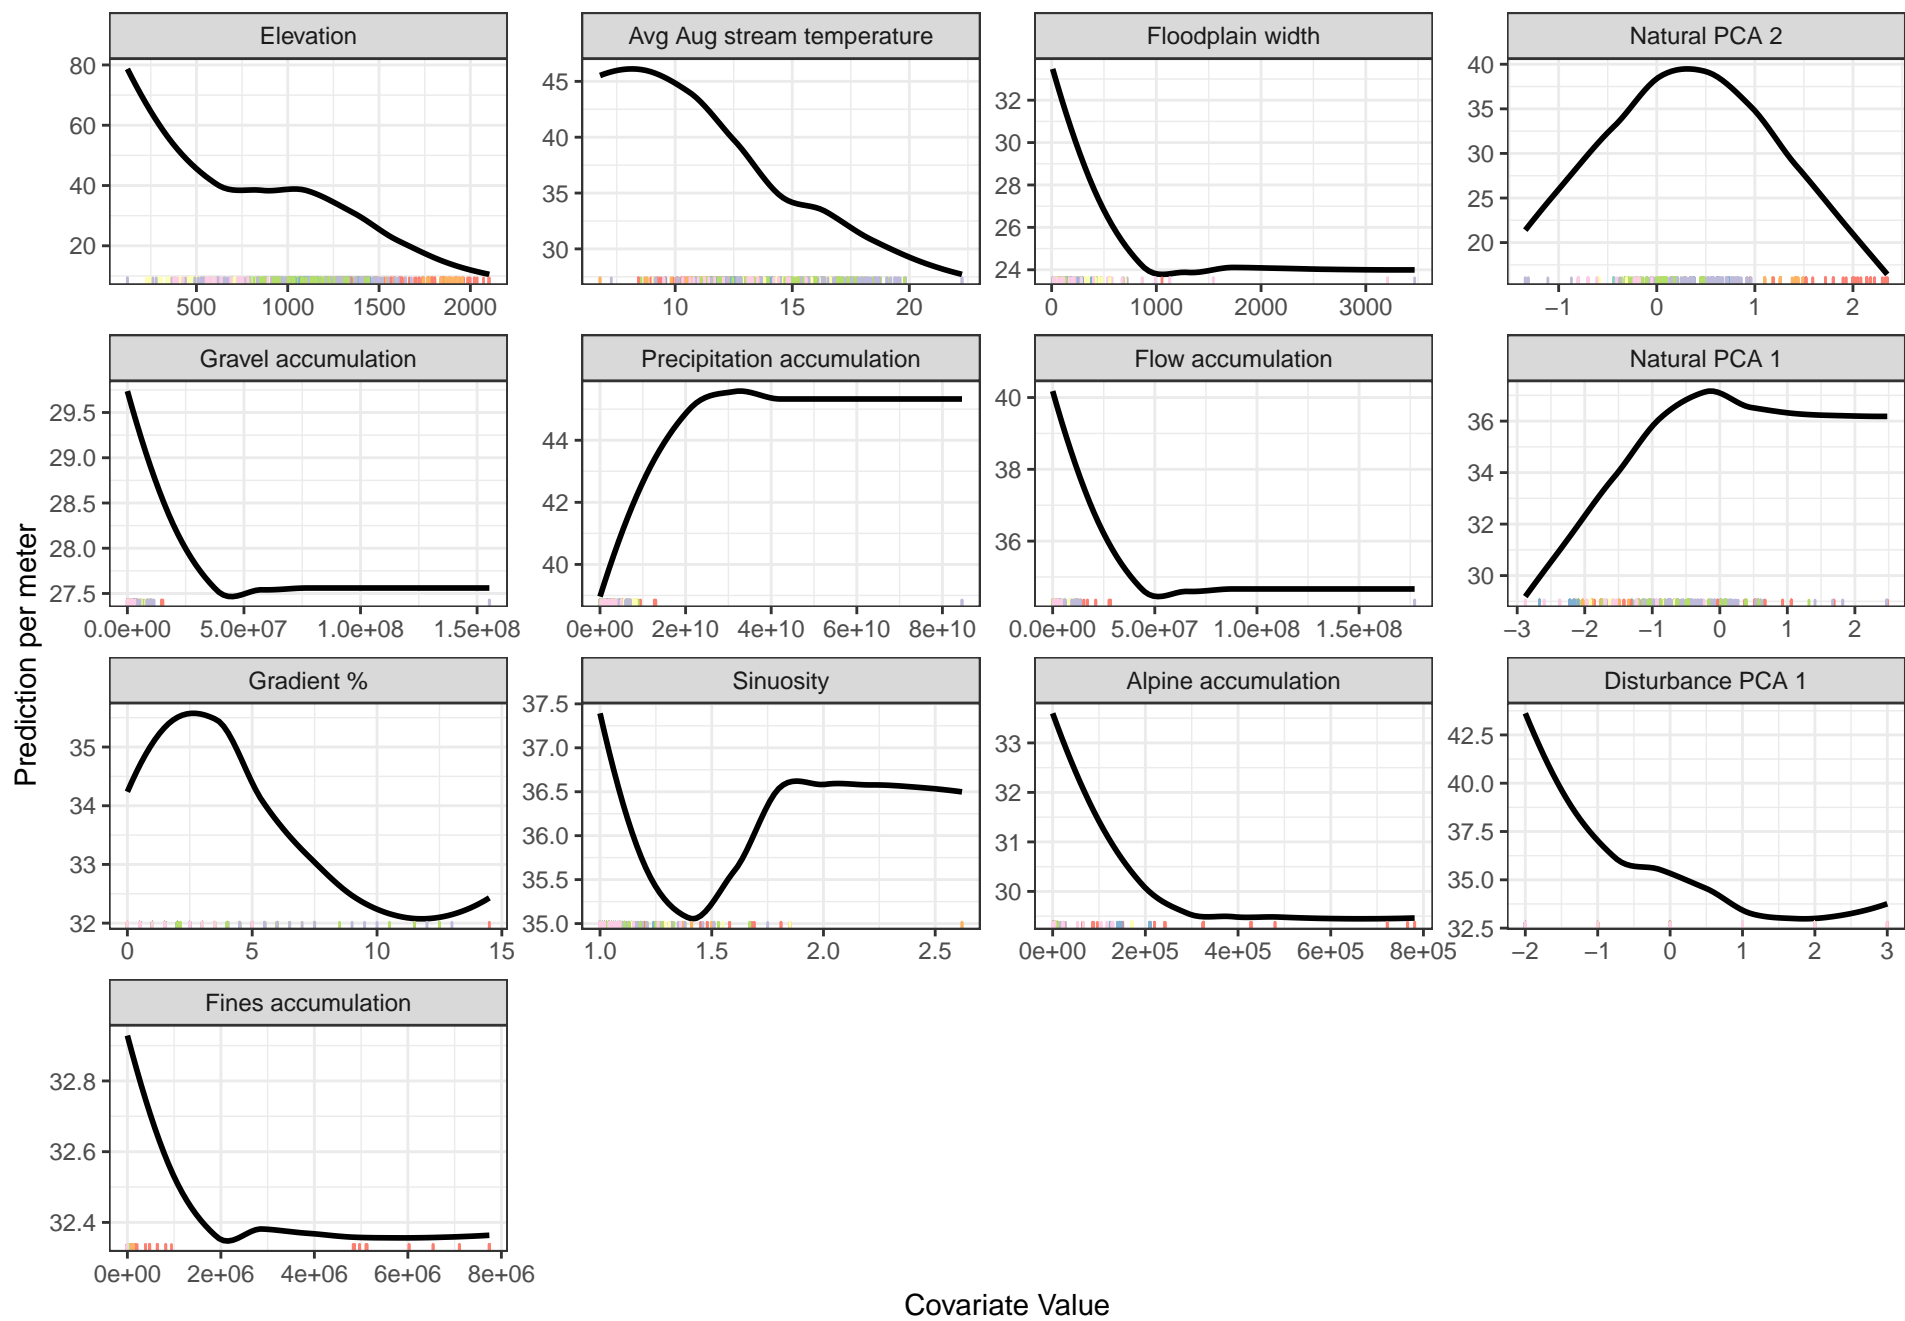 Elevation
Avg Aug stream temperature
Floodplain width
Natural PCA 2
80
60
40
20
500 1000 1500 2000
45
40
35
30
10 15 20
32
30
28
26
24
0 1000 2000 3000
40
35
30
25
20
−1 0 1 2
Gravel accumulation
Precipitation accumulation
Flow accumulation
Natural PCA 1
29.5
29.0
28.5
28.0
27.5
0.0e+00 5.0e+07 1.0e+08 1.5e+08
44
42
40
0e+00 2e+10 4e+10 6e+10 8e+10
40
38
36
0.0e+00 5.0e+07 1.0e+08 1.5e+08
36
34
32
30
−3 −2 −1 0 1 2
Prediction per meter
Gradient %
Sinuosity
Alpine accumulation
Disturbance PCA 1
35
34
33
32
0 5 10 15
37.5
37.0
36.5
36.0
35.5
35.0
1.0 1.5 2.0 2.5
33
32
31
30
0e+00 2e+05 4e+05 6e+05 8e+05
42.5
40.0
37.5
35.0
32.5
−2 −1 0 1 2 3
Fines accumulation
32.8
32.6
32.4
0e+00 2e+06 4e+06 6e+06 8e+06
Covariate Value